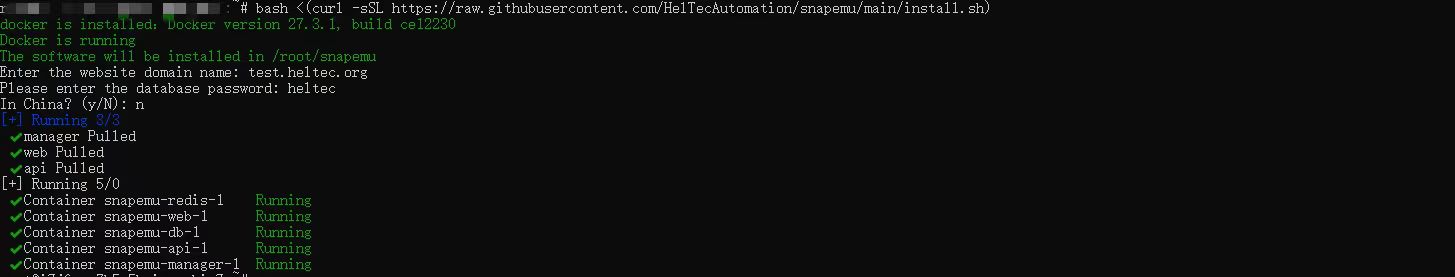 :~# bash <(curl -sSL https://raw.githubusercontent.com/HelTecAutomation/snapemu/main/install.sh)
docker is installed: Docker version 27.3.1, build ce12230
Docker is running
The software will be installed in /root/snapemu
Enter the website domain name: test.heltec.org
Please enter the database password: heltec
In China? (y/N): n
[+] Running 3/3
✔manager Pulled
✔web Pulled
✔api Pulled
[+] Running 5/0
✔Container snapemu-redis-1 Running
✔Container snapemu-web-1 Running
✔Container snapemu-db-1 Running
✔Container snapemu-api-1 Running
✔Container snapemu-manager-1 Running